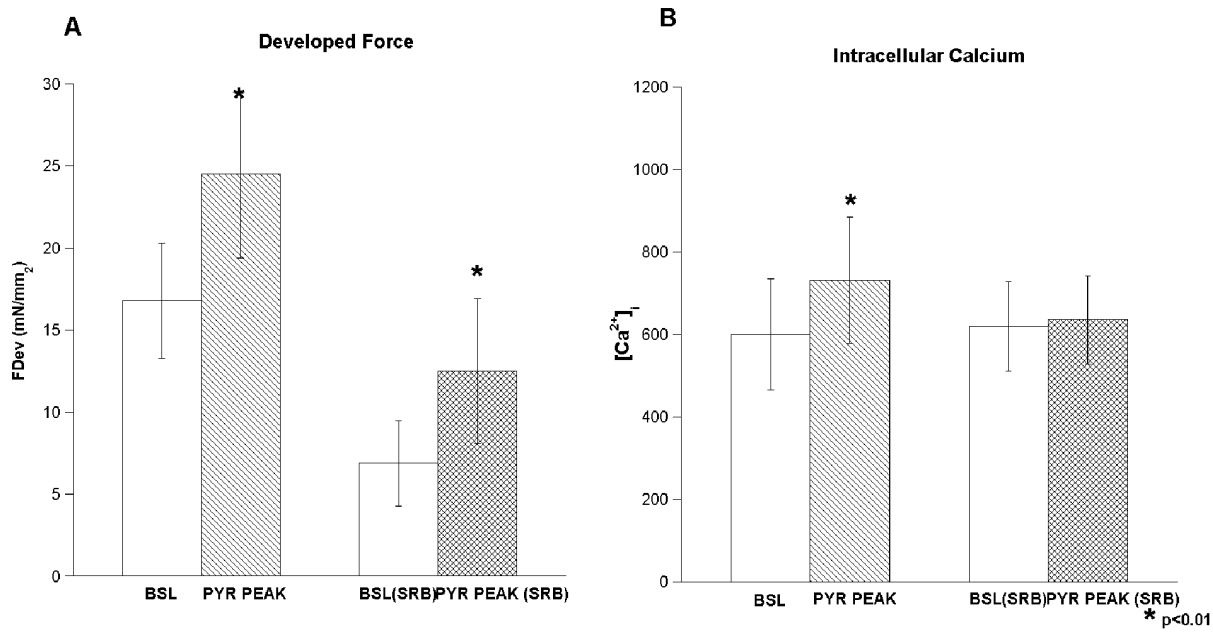 A
Developed Force
30
25
20
15
10
5
0
FDev (mN/mm2)
*
*
BSL PYR PEAK BSL(SRB) PYR PEAK (SRB)
B
Intracellular Calcium
1200
1000
800
600
400
200
0
[Ca2+]i
*
BSL PYR PEAK BSL(SRB) PYR PEAK (SRB)
* p<0.01